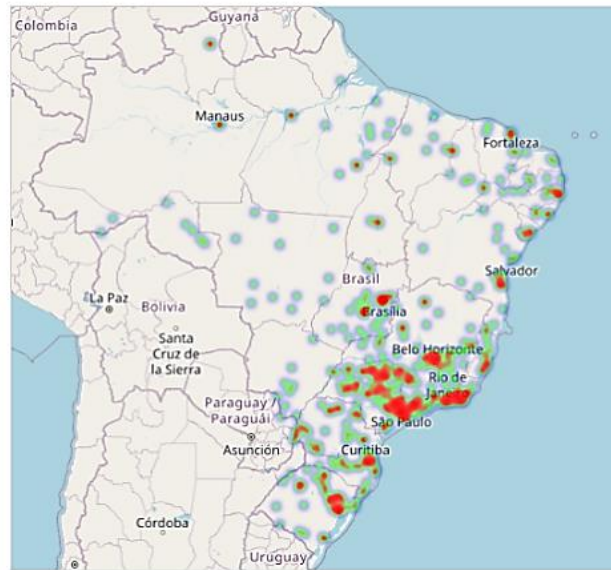 Guyana
Colombia
Manaus
Fortaleza
Salvador
Brasil
Brasília
La Paz
Bolivia
Santa
Cruz de
la Sierra
Belo Horizonte
Rio de
Janeiro
São Paulo
Paraguay /
Paraguái
Asunción
Curitiba
Córdoba
Uruguay